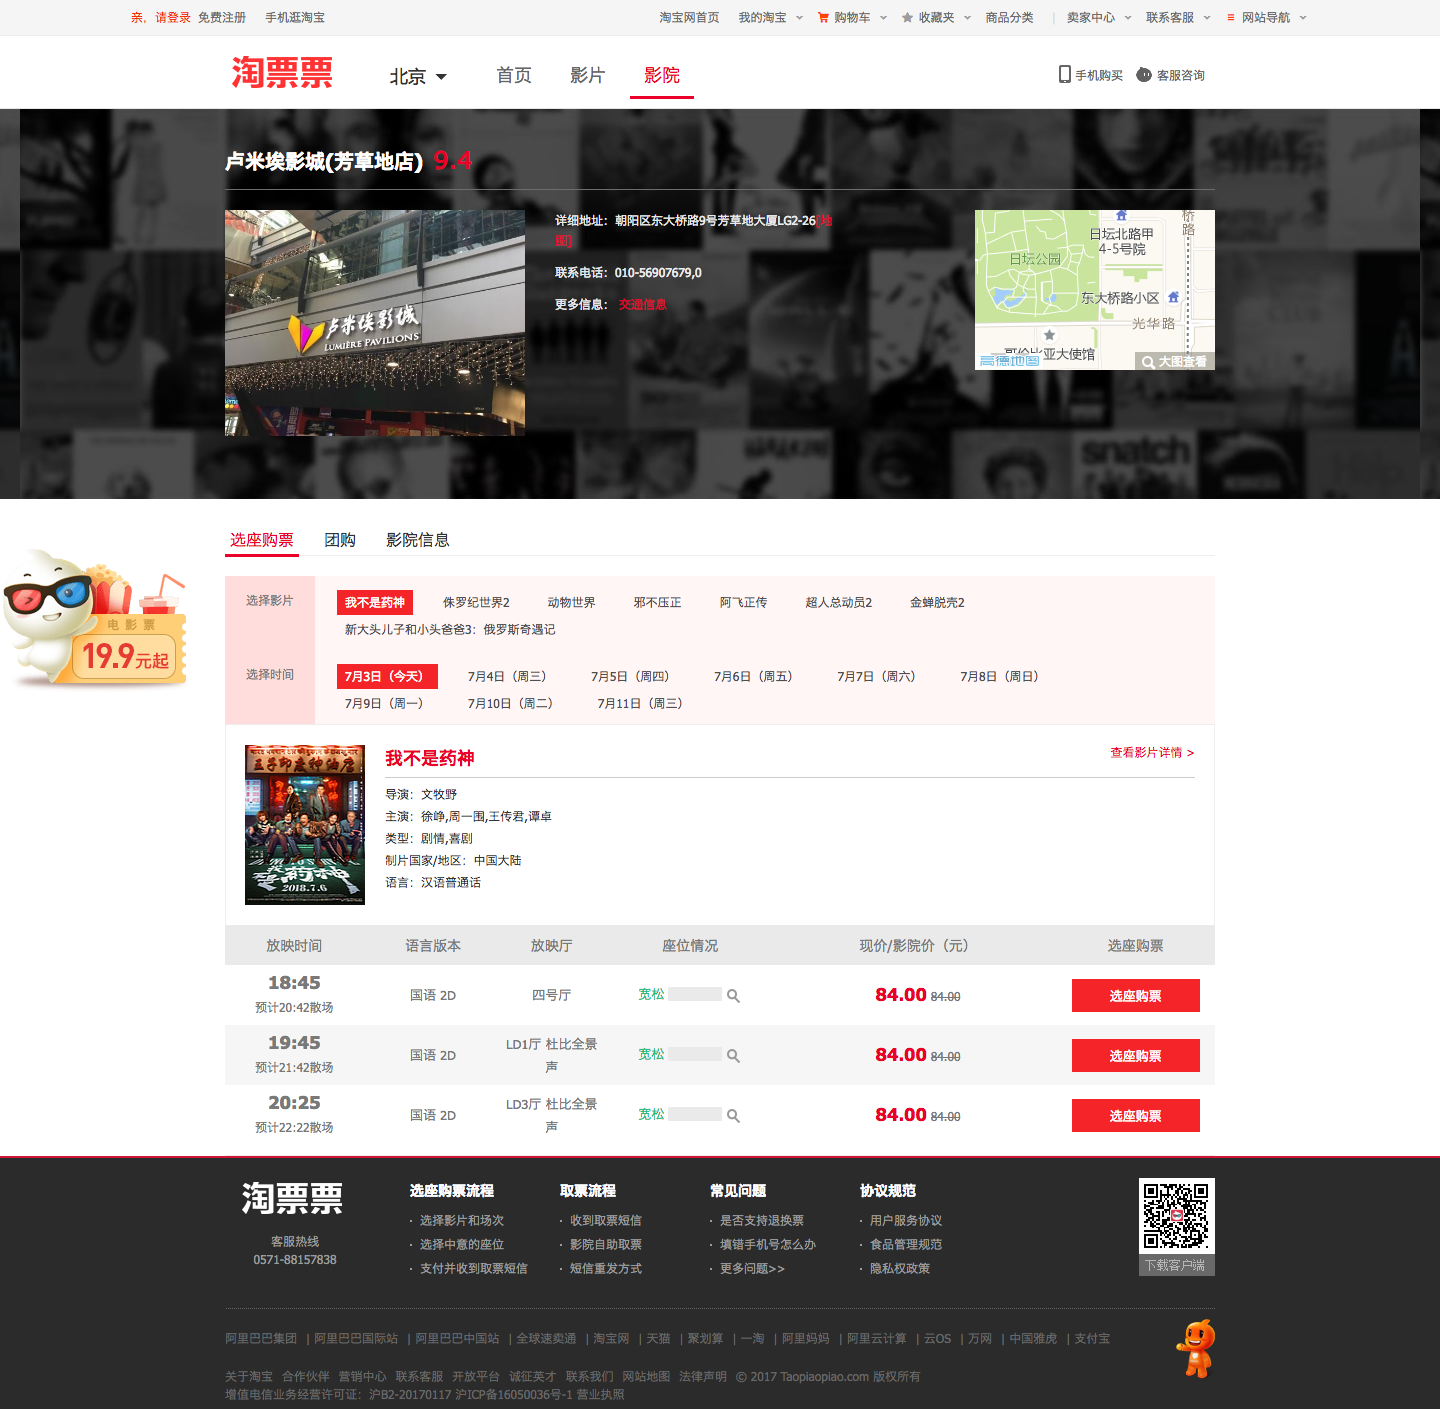 亲，请登录 免费注册 手机逛淘宝 淘宝网首页 我的淘宝 购物车 收藏夹 商品分类 | 卖家中心 联系客服 网站导航
淘票票 北京 首页 影片 影院 手机购买 客服咨询
卢米埃影城(芳草地店) 9.4
详细地址：朝阳区东大桥路9号芳草地大厦LG2-26[地
图]
联系电话：010-56907679,0
更多信息： 交通信息
卢米埃影城
LUMIÈRE PAVILIONS
桥
路
日坛北路甲
4-5号院
日坛公园
东大桥路小区
光华路
哥伦比亚大使馆
高德地图
大图查看
snatch
选座购票 团购 影院信息
电影票
19.9元起
选择影片 我不是药神 侏罗纪世界2 动物世界 邪不压正 阿飞正传 超人总动员2 金蝉脱壳2
新大头儿子和小头爸爸3：俄罗斯奇遇记
选择时间 7月3日（今天） 7月4日（周三） 7月5日（周四） 7月6日（周五） 7月7日（周六） 7月8日（周日）
7月9日（周一） 7月10日（周二） 7月11日（周三）
我不是药神 查看影片详情 >
导演：文牧野
主演：徐峥,周一围,王传君,谭卓
类型：剧情,喜剧
制片国家/地区：中国大陆
语言：汉语普通话
王子印度神油店
我不是药神
2018.7.6
放映时间 语言版本 放映厅 座位情况 现价/影院价（元） 选座购票
18:45
预计20:42散场 国语 2D 四号厅 宽松 84.00 84.00 选座购票
19:45
预计21:42散场 国语 2D LD1厅 杜比全景
声 宽松 84.00 84.00 选座购票
20:25
预计22:22散场 国语 2D LD3厅 杜比全景
声 宽松 84.00 84.00 选座购票
淘票票
客服热线
0571-88157838
选座购票流程
· 选择影片和场次
· 选择中意的座位
· 支付并收到取票短信
取票流程
· 收到取票短信
· 影院自助取票
· 短信重发方式
常见问题
· 是否支持退换票
· 填错手机号怎么办
· 更多问题>>
协议规范
· 用户服务协议
· 食品管理规范
· 隐私权政策
下载客户端
阿里巴巴集团 | 阿里巴巴国际站 | 阿里巴巴中国站 | 全球速卖通 | 淘宝网 | 天猫 | 聚划算 | 一淘 | 阿里妈妈 | 阿里云计算 | 云OS | 万网 | 中国雅虎 | 支付宝
关于淘宝 合作伙伴 营销中心 联系客服 开放平台 诚征英才 联系我们 网站地图 法律声明 © 2017 Taopiaopiao.com 版权所有
增值电信业务经营许可证：沪B2-20170117 沪ICP备16050036号-1 营业执照